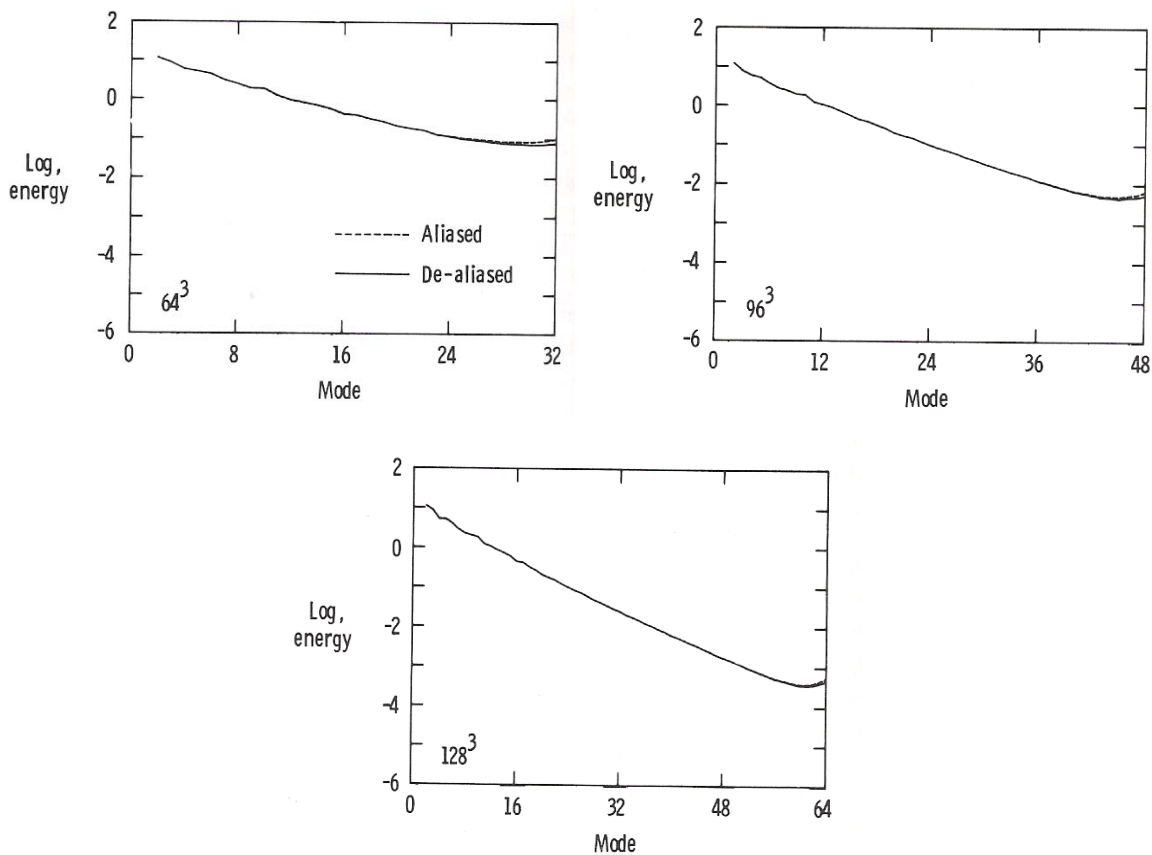 2
0
Log,
energy
-2
-4
-6
Aliased
De-aliased
64³
0 8 16 24 32
Mode
2
0
Log,
energy
-2
-4
-6
96³
0 12 24 36 48
Mode
2
0
Log,
energy
-2
-4
-6
128³
0 16 32 48 64
Mode